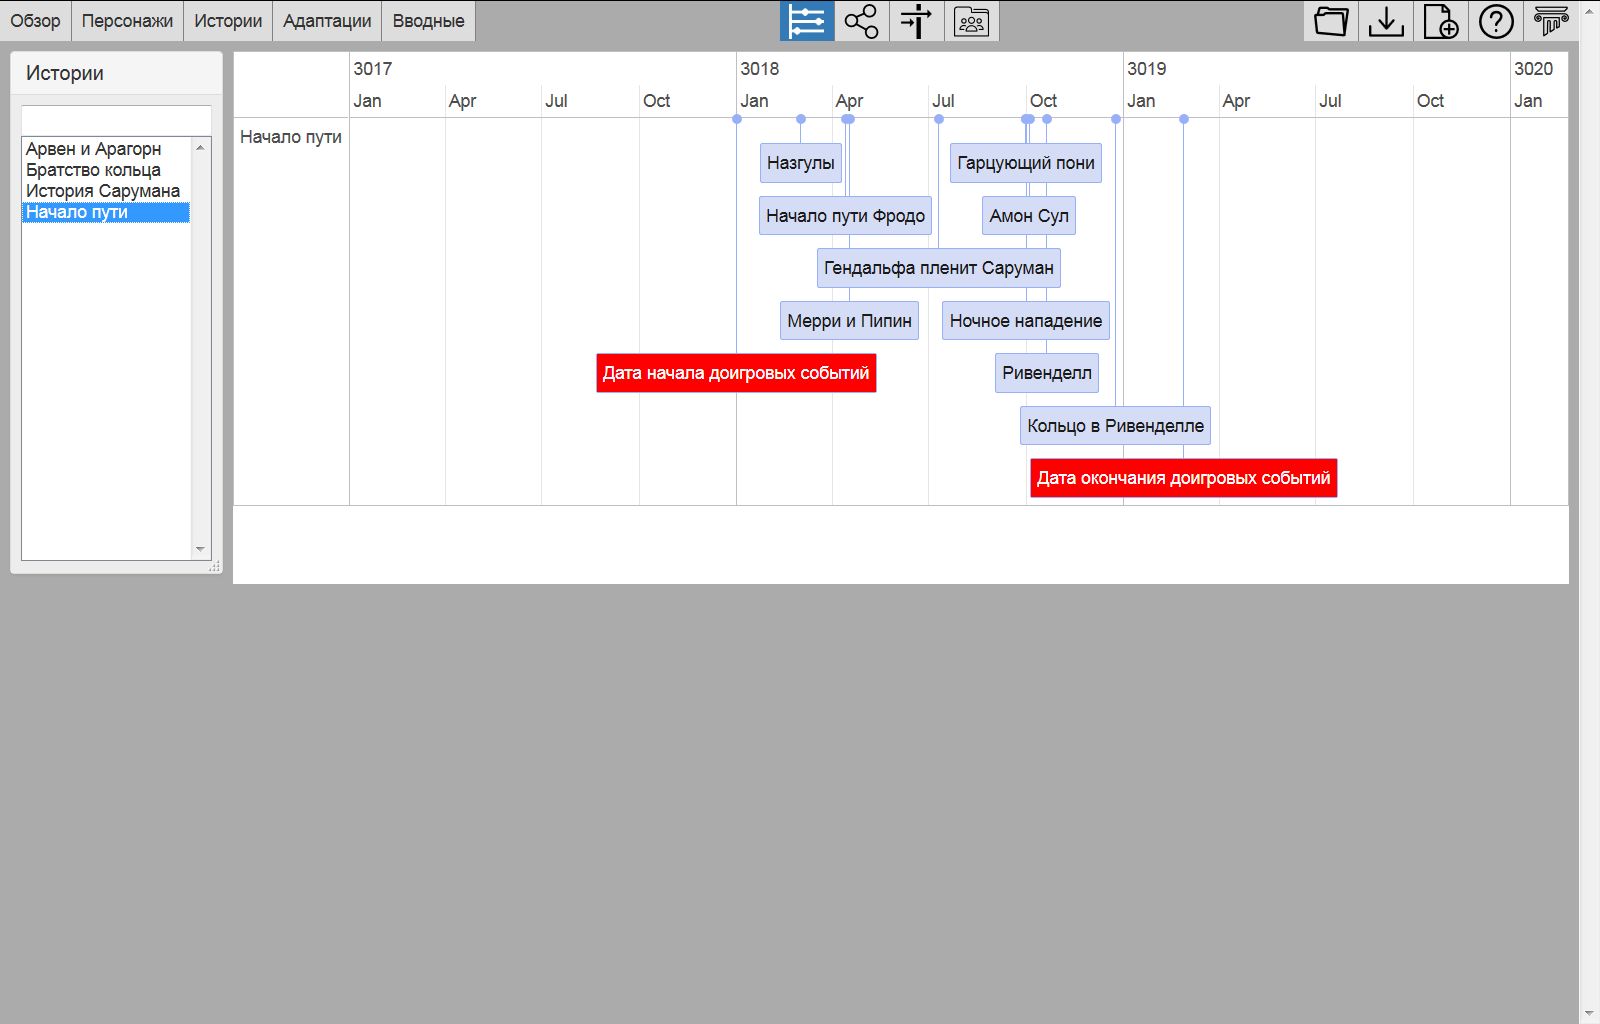 Обзор Персонажи Истории Адаптации Вводные
Истории
Арвен и Арагорн
Братство кольца
История Сарумана
Начало пути
3017 3018 3019 3020
Jan Apr Jul Oct Jan Apr Jul Oct Jan Apr Jul Oct Jan
Начало пути
Назгулы Гарцующий пони
Начало пути Фродо Амон Сул
Гендальфа пленит Саруман
Мерри и Пипин Ночное нападение
Дата начала доигровых событий Ривенделл
Кольцо в Ривенделле
Дата окончания доигровых событий